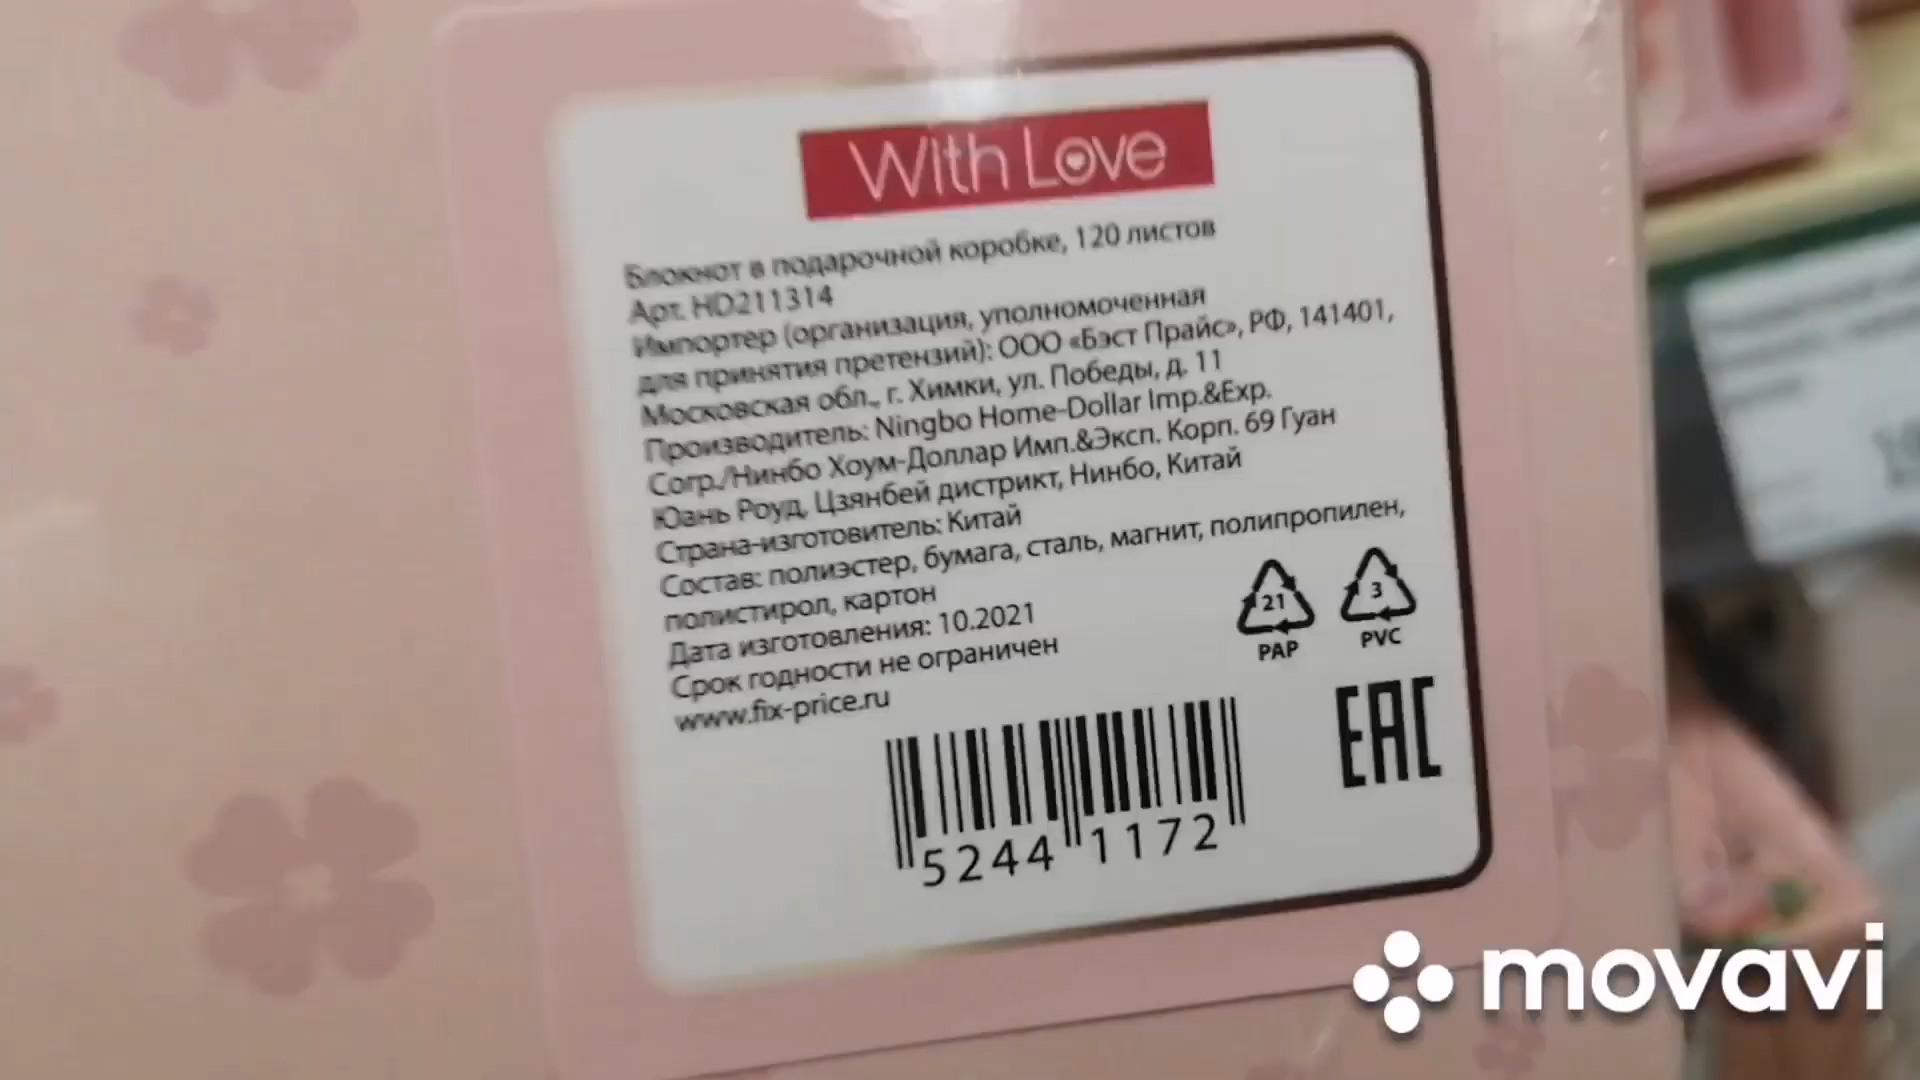 With Love
Блокнот в подарочной коробке, 120 листов
Арт. HD211314
Импортер (организация, уполномоченная
для принятия претензий): ООО «Бэст Прайс», РФ, 141401,
Московская обл., г. Химки, ул. Победы, д. 11
Производитель: Ningbo Home-Dollar Imp.&Exp.
Corp./Нинбо Хоум-Доллар Имп.&Эксп. Корп. 69 Гуан
Юань Роуд, Цзянбей дистрикт, Нинбо, Китай
Страна-изготовитель: Китай
Состав: полиэстер, бумага, сталь, магнит, полипропилен,
полистирол, картон
Дата изготовления: 10.2021
Срок годности не ограничен
www.fix-price.ru
21
PAP
3
PVC
EAC
5244 1172
movavi